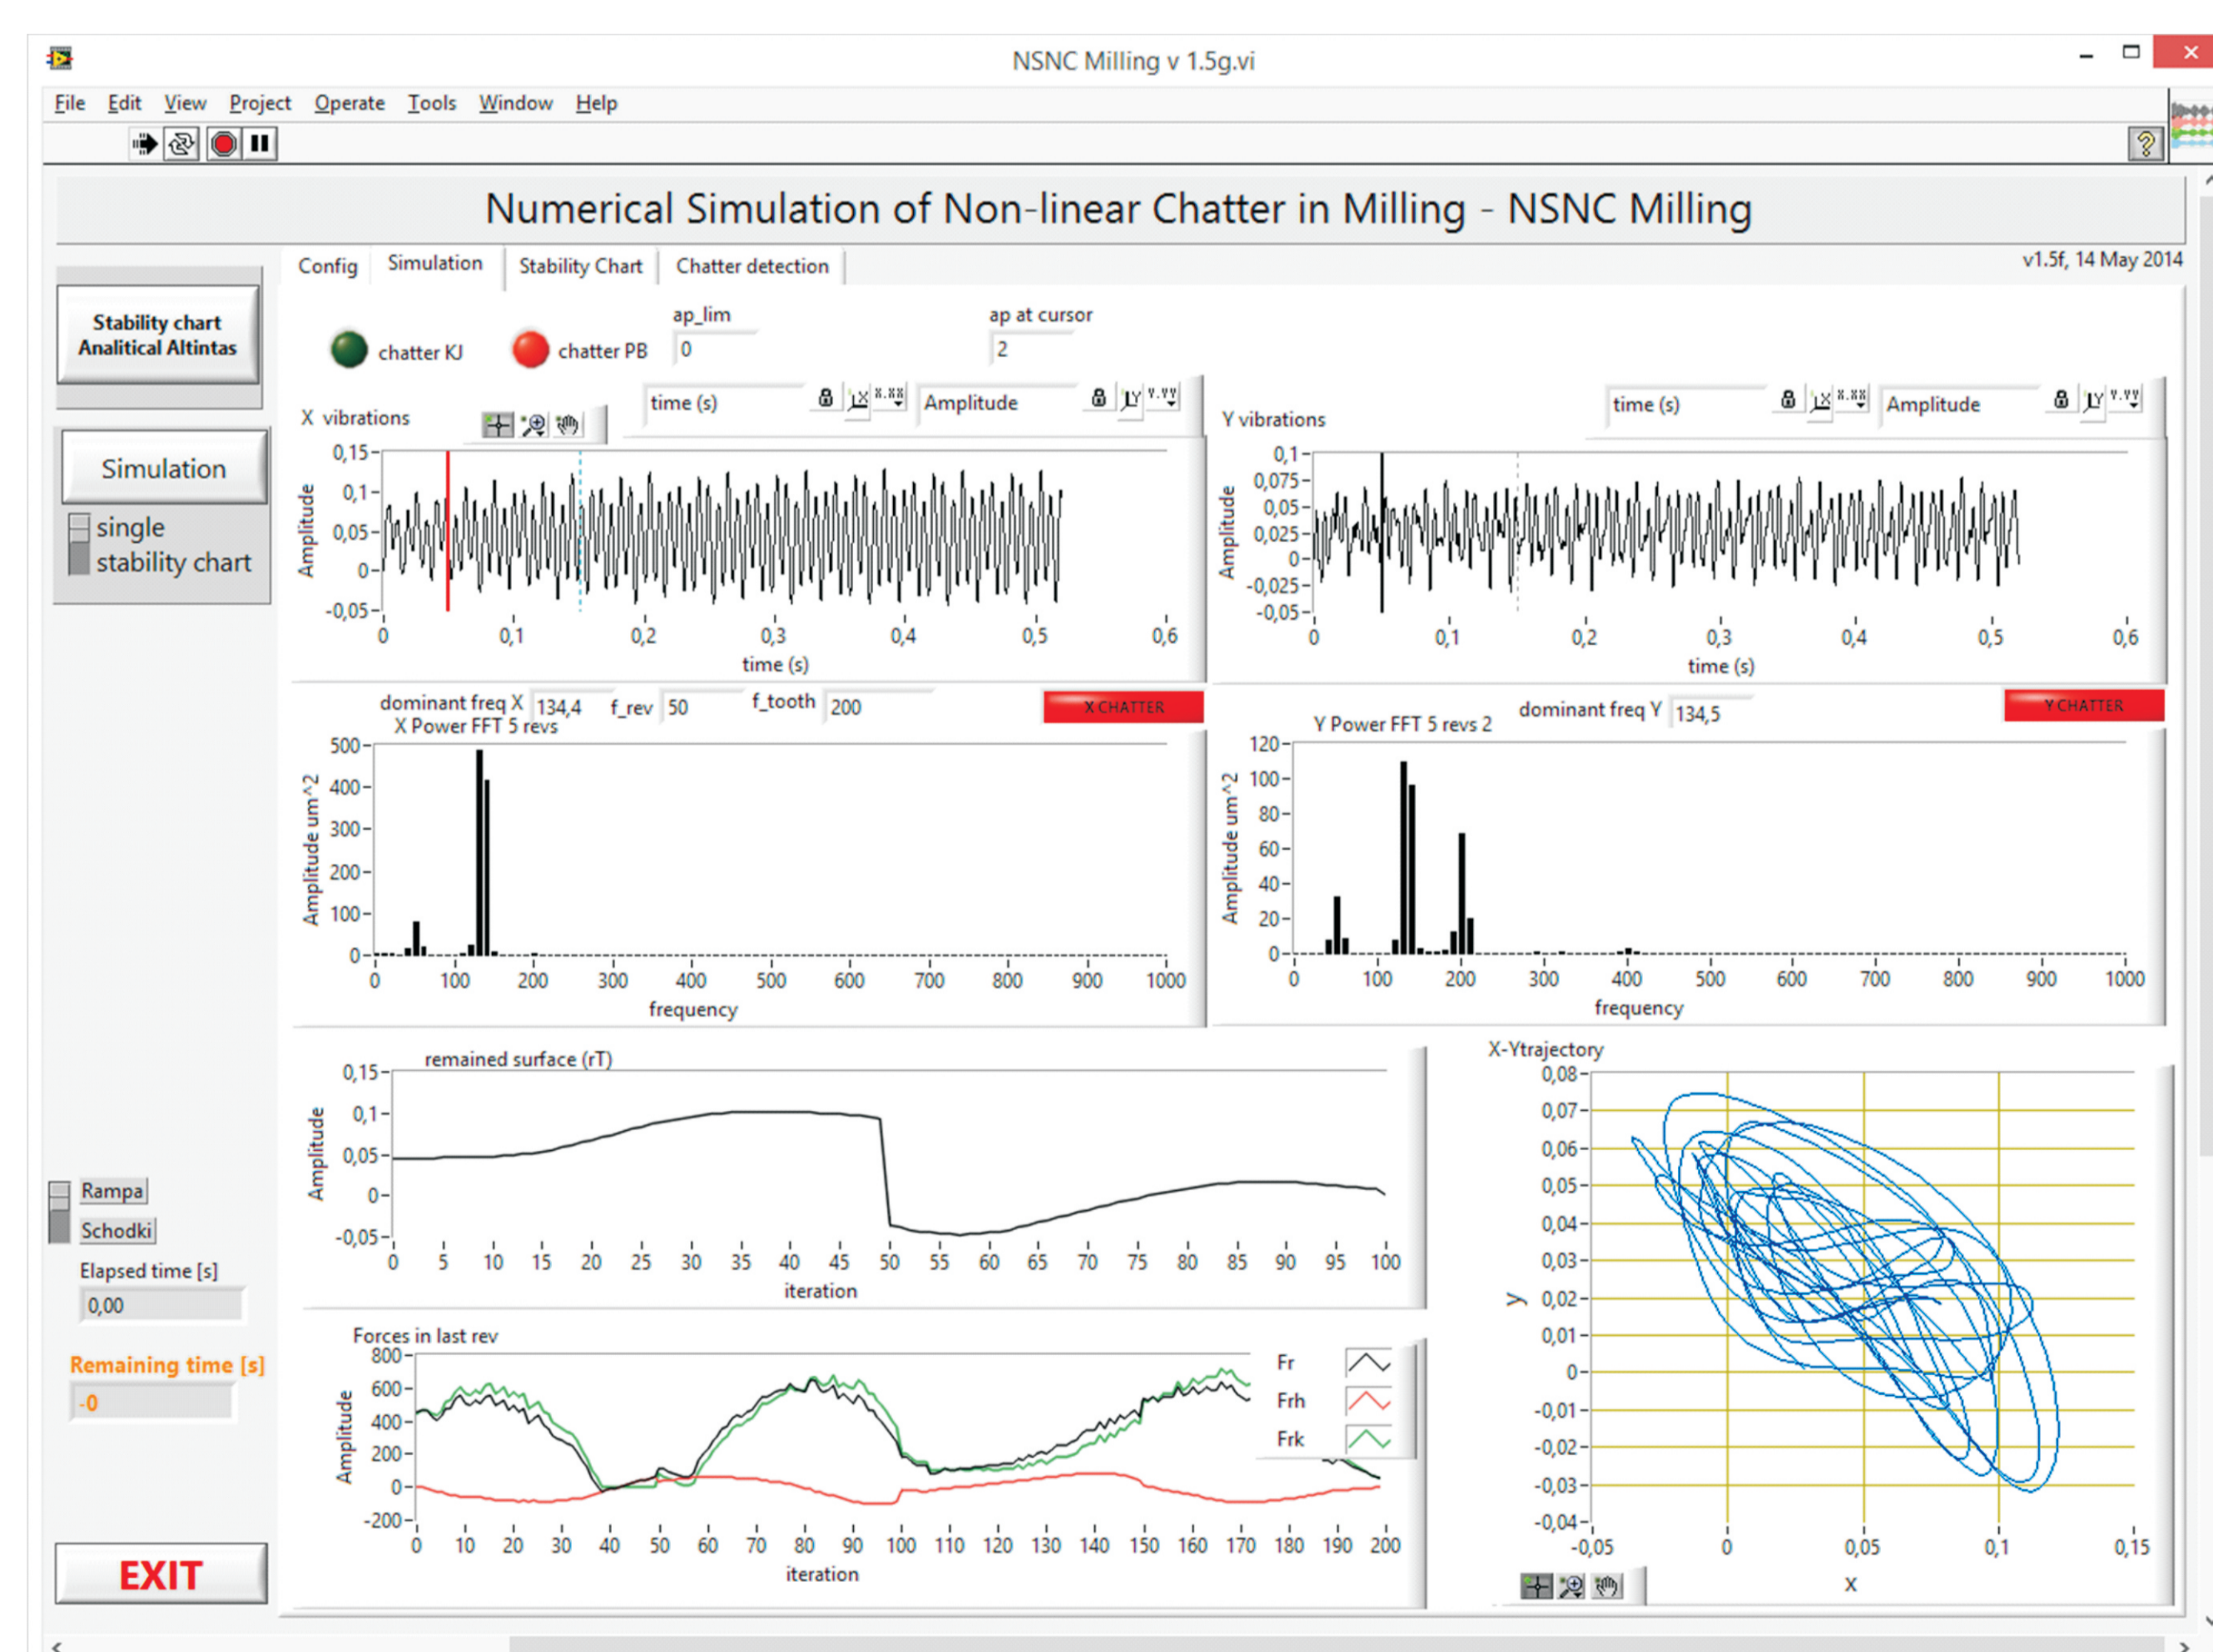 NSNC Milling v 1.5g.vi
File Edit View Project Operate Tools Window Help
Numerical Simulation of Non-linear Chatter in Milling - NSNC Milling
v1.5f, 14 May 2014
Config Simulation Stability Chart Chatter detection
Stability chart
Analitical Altintas
Simulation
single
stability chart
chatter KJ
chatter PB
ap_lim
0
ap at cursor
2
X vibrations
time (s)
Amplitude
0,15
0,1
0,05
0
-0,05
Amplitude
0 0,1 0,2 0,3 0,4 0,5 0,6
time (s)
Y vibrations
time (s)
Amplitude
0,1
0,075
0,05
0,025
0
-0,025
-0,05
Amplitude
0 0,1 0,2 0,3 0,4 0,5 0,6
time (s)
dominant freq X 134,4 f_rev 50 f_tooth 200
X CHATTER
X Power FFT 5 revs
500
400
300
200
100
0
Amplitude um^2
0 100 200 300 400 500 600 700 800 900 1000
frequency
dominant freq Y 134,5
Y CHATTER
Y Power FFT 5 revs 2
120
100
80
60
40
20
0
Amplitude um^2
0 100 200 300 400 500 600 700 800 900 1000
frequency
remained surface (rT)
0,15
0,1
0,05
0
-0,05
Amplitude
0 5 10 15 20 25 30 35 40 45 50 55 60 65 70 75 80 85 90 95 100
iteration
Forces in last rev
800
600
400
200
0
-200
Amplitude
0 10 20 30 40 50 60 70 80 90 100 110 120 130 140 150 160 170 180 190 200
iteration
Fr
Frh
Frk
X-Ytrajectory
0,08
0,07
0,06
0,05
0,04
0,03
0,02
0,01
0
-0,01
-0,02
-0,03
-0,04
y
-0,05 0 0,05 0,1 0,15
x
Rampa
Schodki
Elapsed time [s]
0,00
Remaining time [s]
-0
EXIT